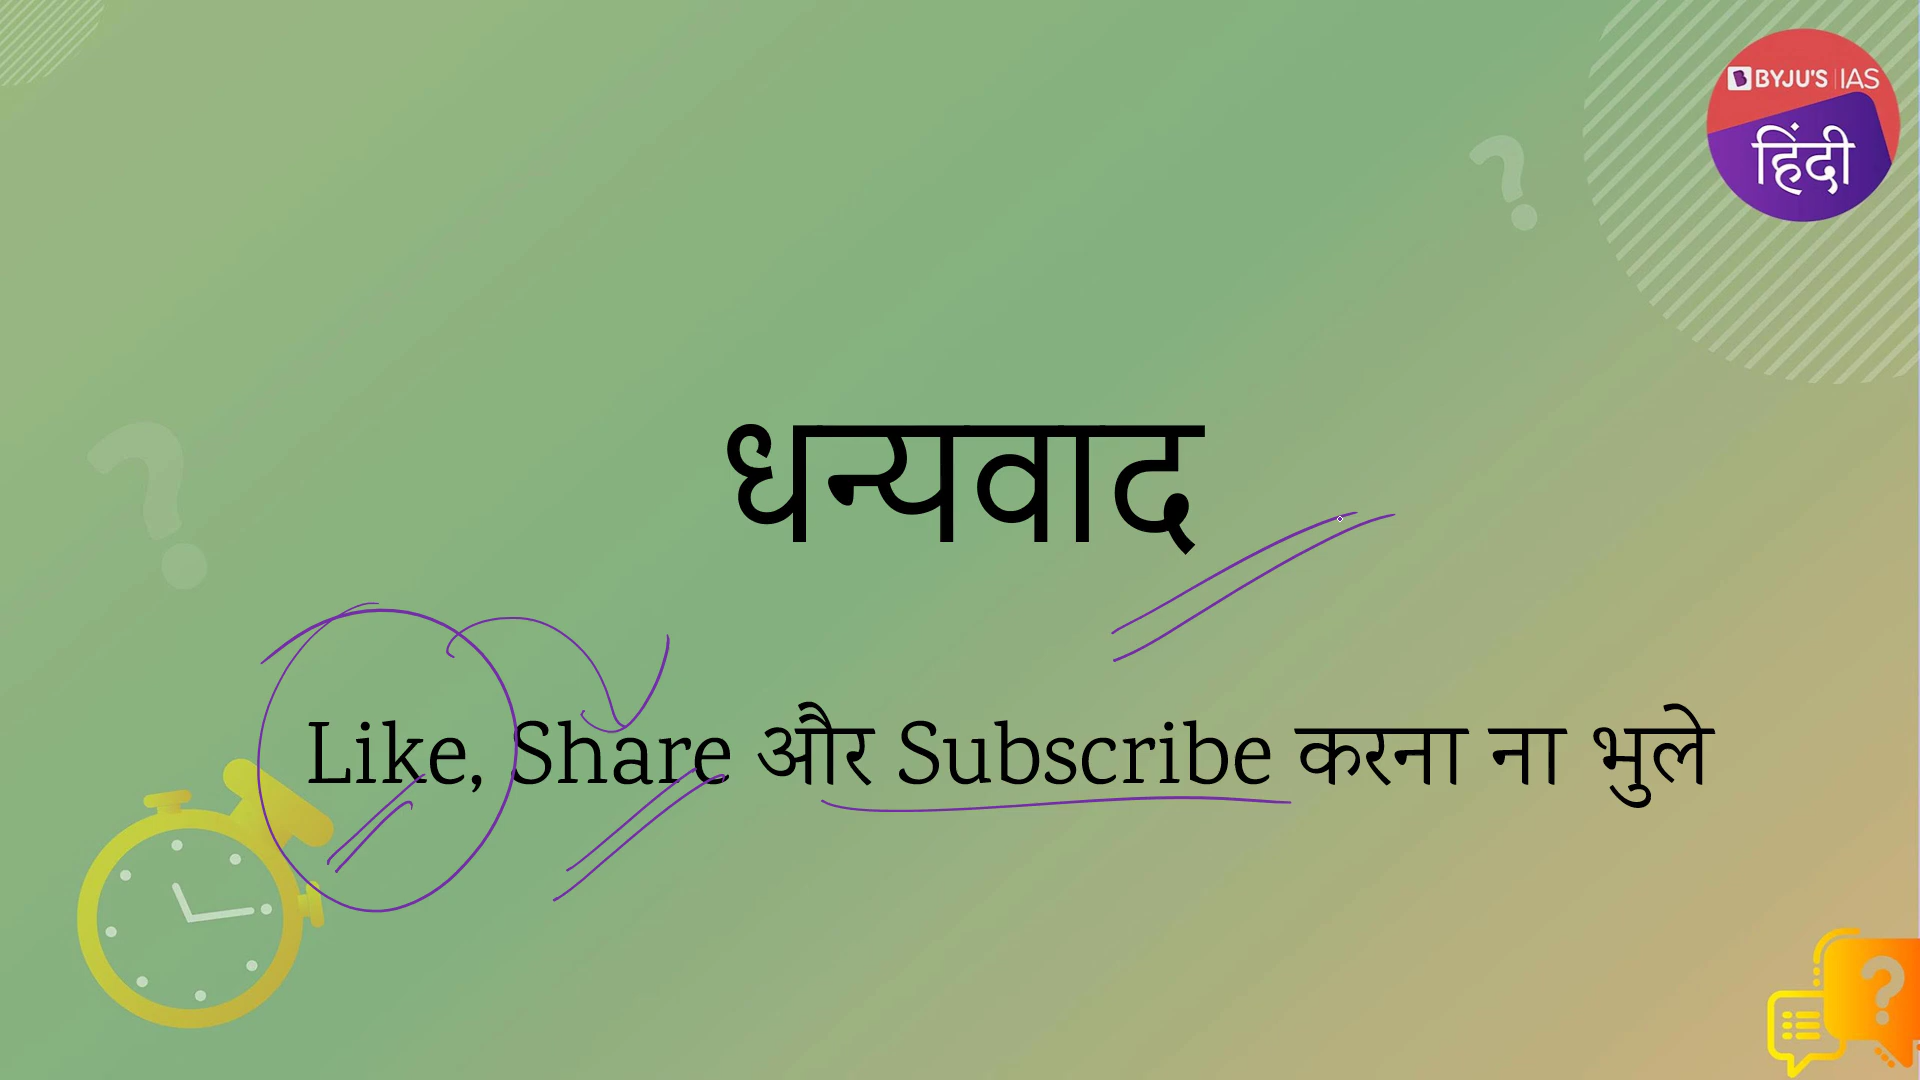 BYJU'S IAS
हिंदी
धन्यवाद
Like, Share और Subscribe करना ना भुले